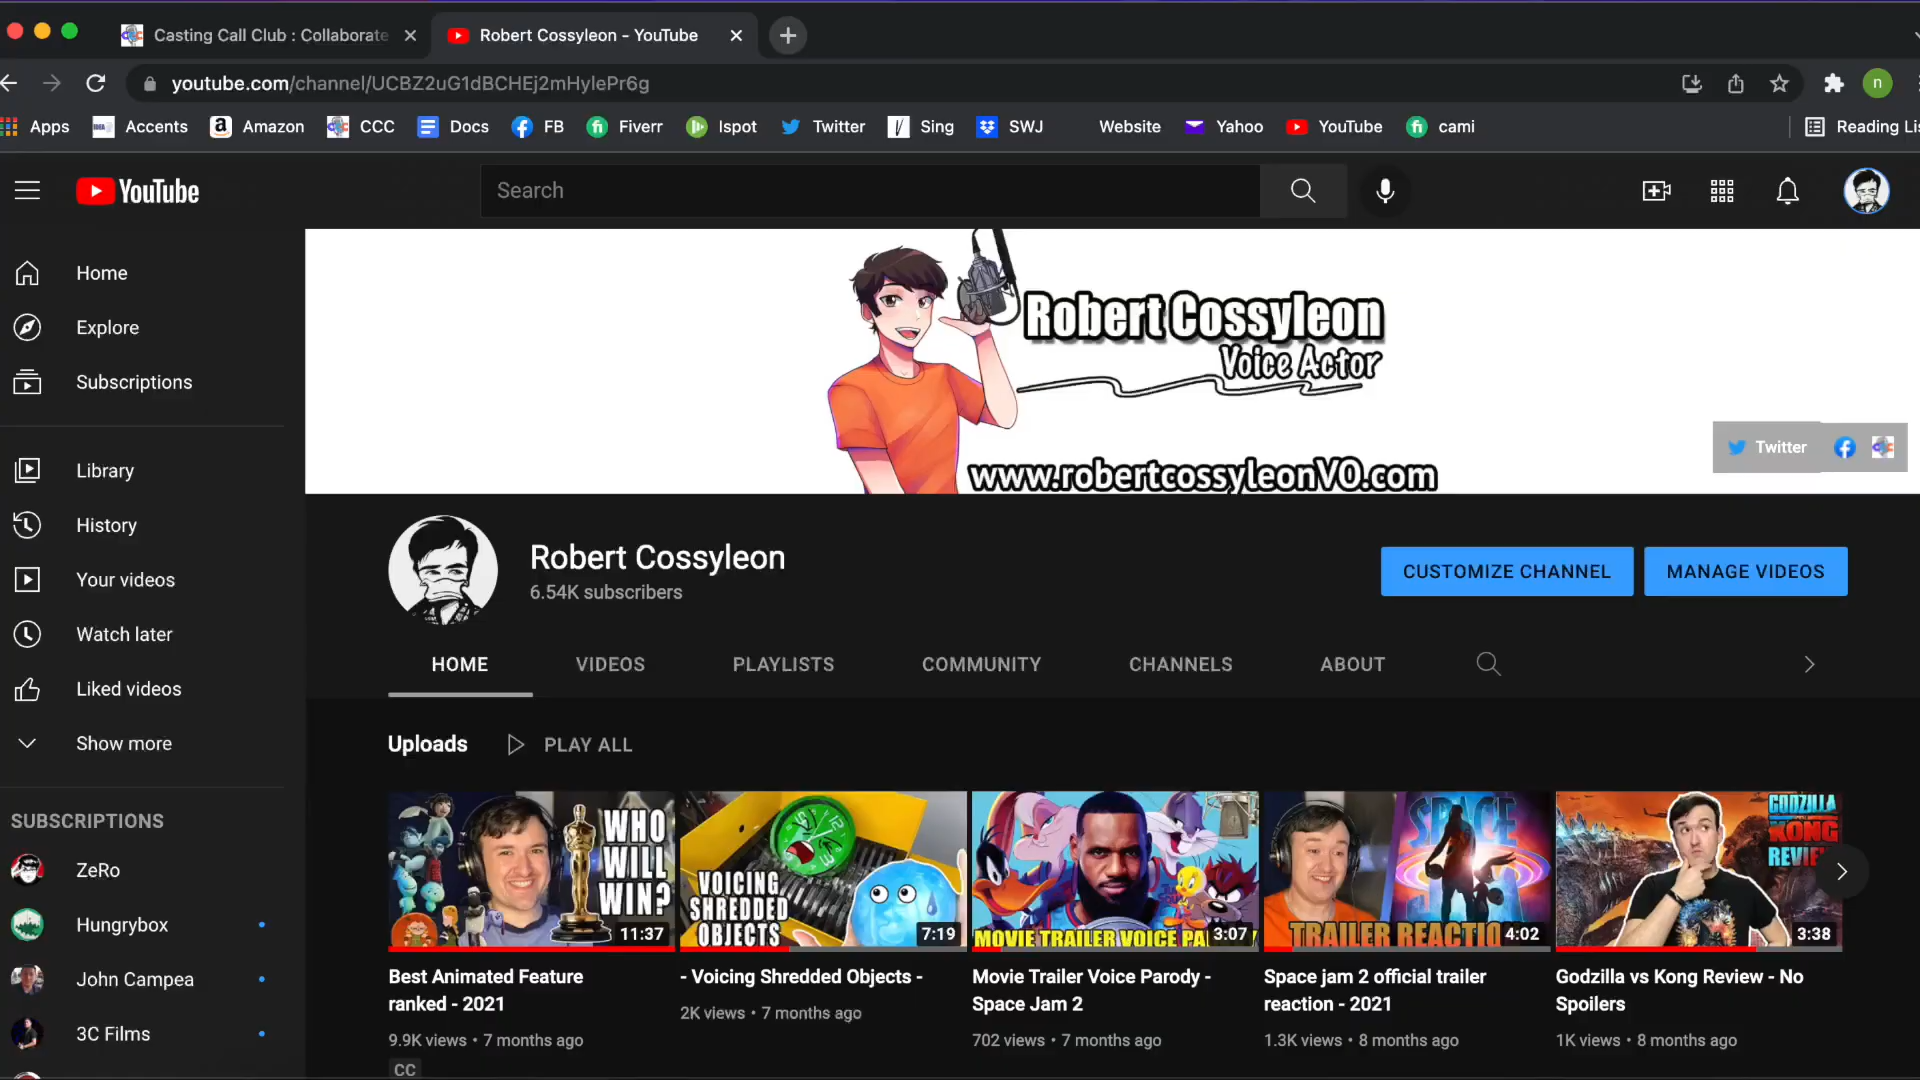 Casting Call Club : Collaborate
Robert Cossyleon - YouTube
youtube.com/channel/UCBZ2uG1dBCHEj2mHylePr6g
n
Apps
Accents
Amazon
CCC
Docs
FB
Fiverr
Ispot
Twitter
Sing
SWJ
Website
Yahoo
YouTube
cami
Reading Lis
YouTube
Search
Home
Explore
Subscriptions
Library
History
Your videos
Watch later
Liked videos
Show more
SUBSCRIPTIONS
ZeRo
Hungrybox
John Campea
3C Films
Robert Cossyleon
Voice Actor
www.robertcossyleonVO.com
Twitter
Robert Cossyleon
6.54K subscribers
CUSTOMIZE CHANNEL
MANAGE VIDEOS
HOME
VIDEOS
PLAYLISTS
COMMUNITY
CHANNELS
ABOUT
Uploads
PLAY ALL
WHO
WILL
WIN?
11:37
Best Animated Feature
ranked - 2021
9.9K views • 7 months ago
CC
VOICING
SHREDDED
OBJECTS
7:19
- Voicing Shredded Objects -
2K views • 7 months ago
MOVIE TRAILER VOICE PA
3:07
Movie Trailer Voice Parody -
Space Jam 2
702 views • 7 months ago
SPACE
TRAILER REACTIO
4:02
Space jam 2 official trailer
reaction - 2021
1.3K views • 8 months ago
GODZILLA
KONG
REVIEW
3:38
Godzilla vs Kong Review - No
Spoilers
1K views • 8 months ago